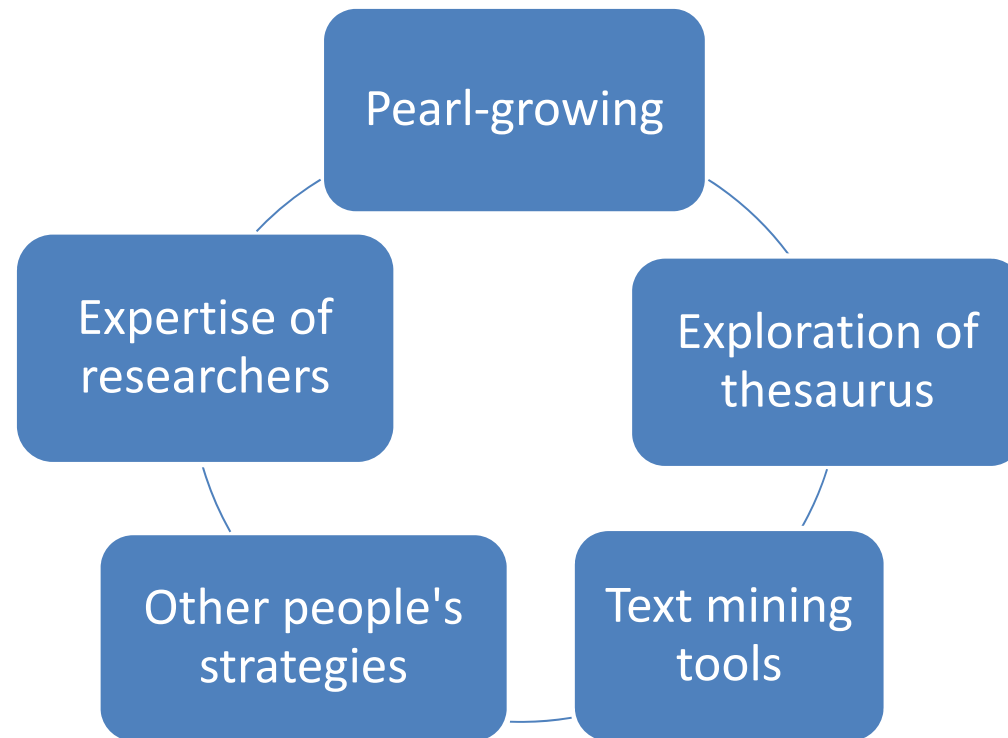 Pearl-growing
Expertise of
researchers
Exploration of
thesaurus
Other people's
strategies
Text mining
tools